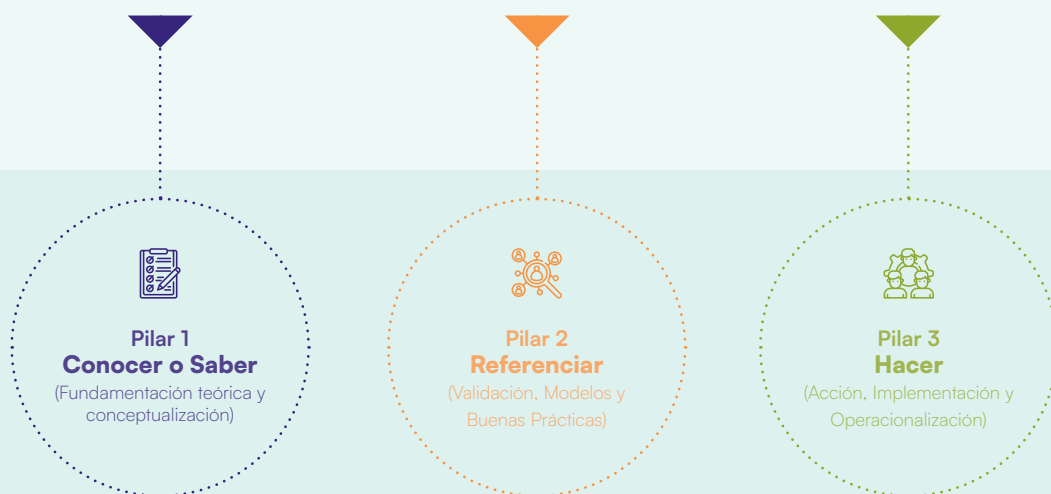 Pilar 1
Conocer o Saber
(Fundamentación teórica y
conceptualización)
Pilar 2
Referenciar
(Validación, Modelos y
Buenas Prácticas)
Pilar 3
Hacer
(Acción, Implementación y
Operacionalización)